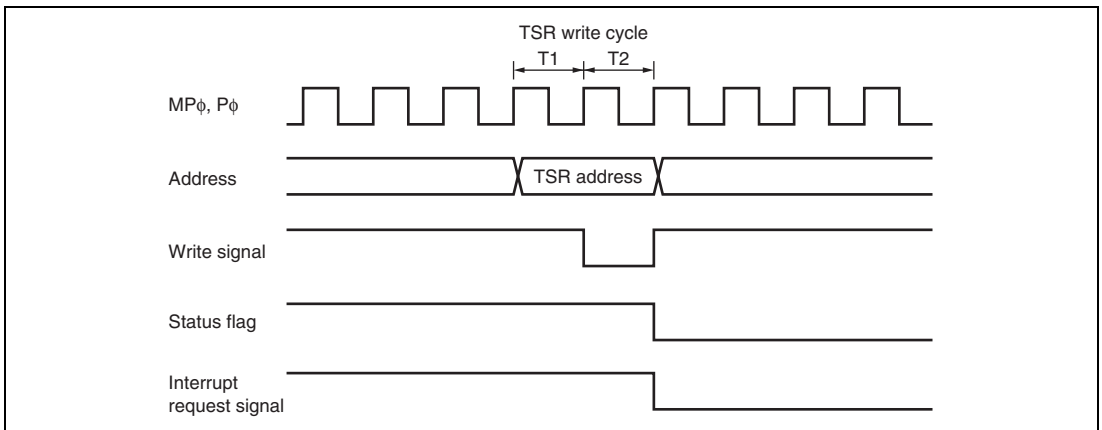 TSR write cycle
T1 T2
MPϕ, Pϕ
Address
TSR address
Write signal
Status flag
Interrupt
request signal